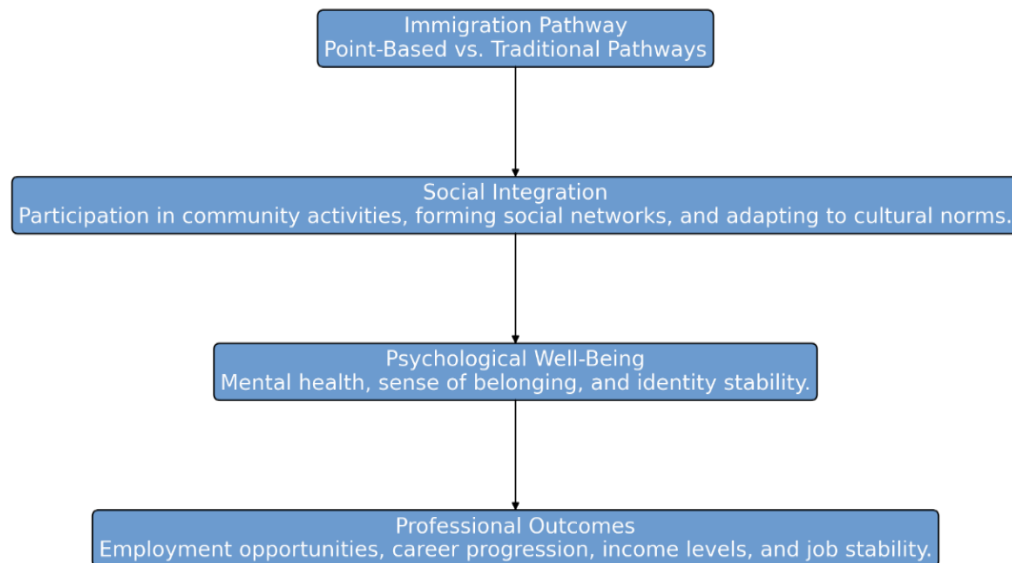 Immigration Pathway
Point-Based vs. Traditional Pathways
Social Integration
Participation in community activities, forming social networks, and adapting to cultural norms.
Psychological Well-Being
Mental health, sense of belonging, and identity stability.
Professional Outcomes
Employment opportunities, career progression, income levels, and job stability.